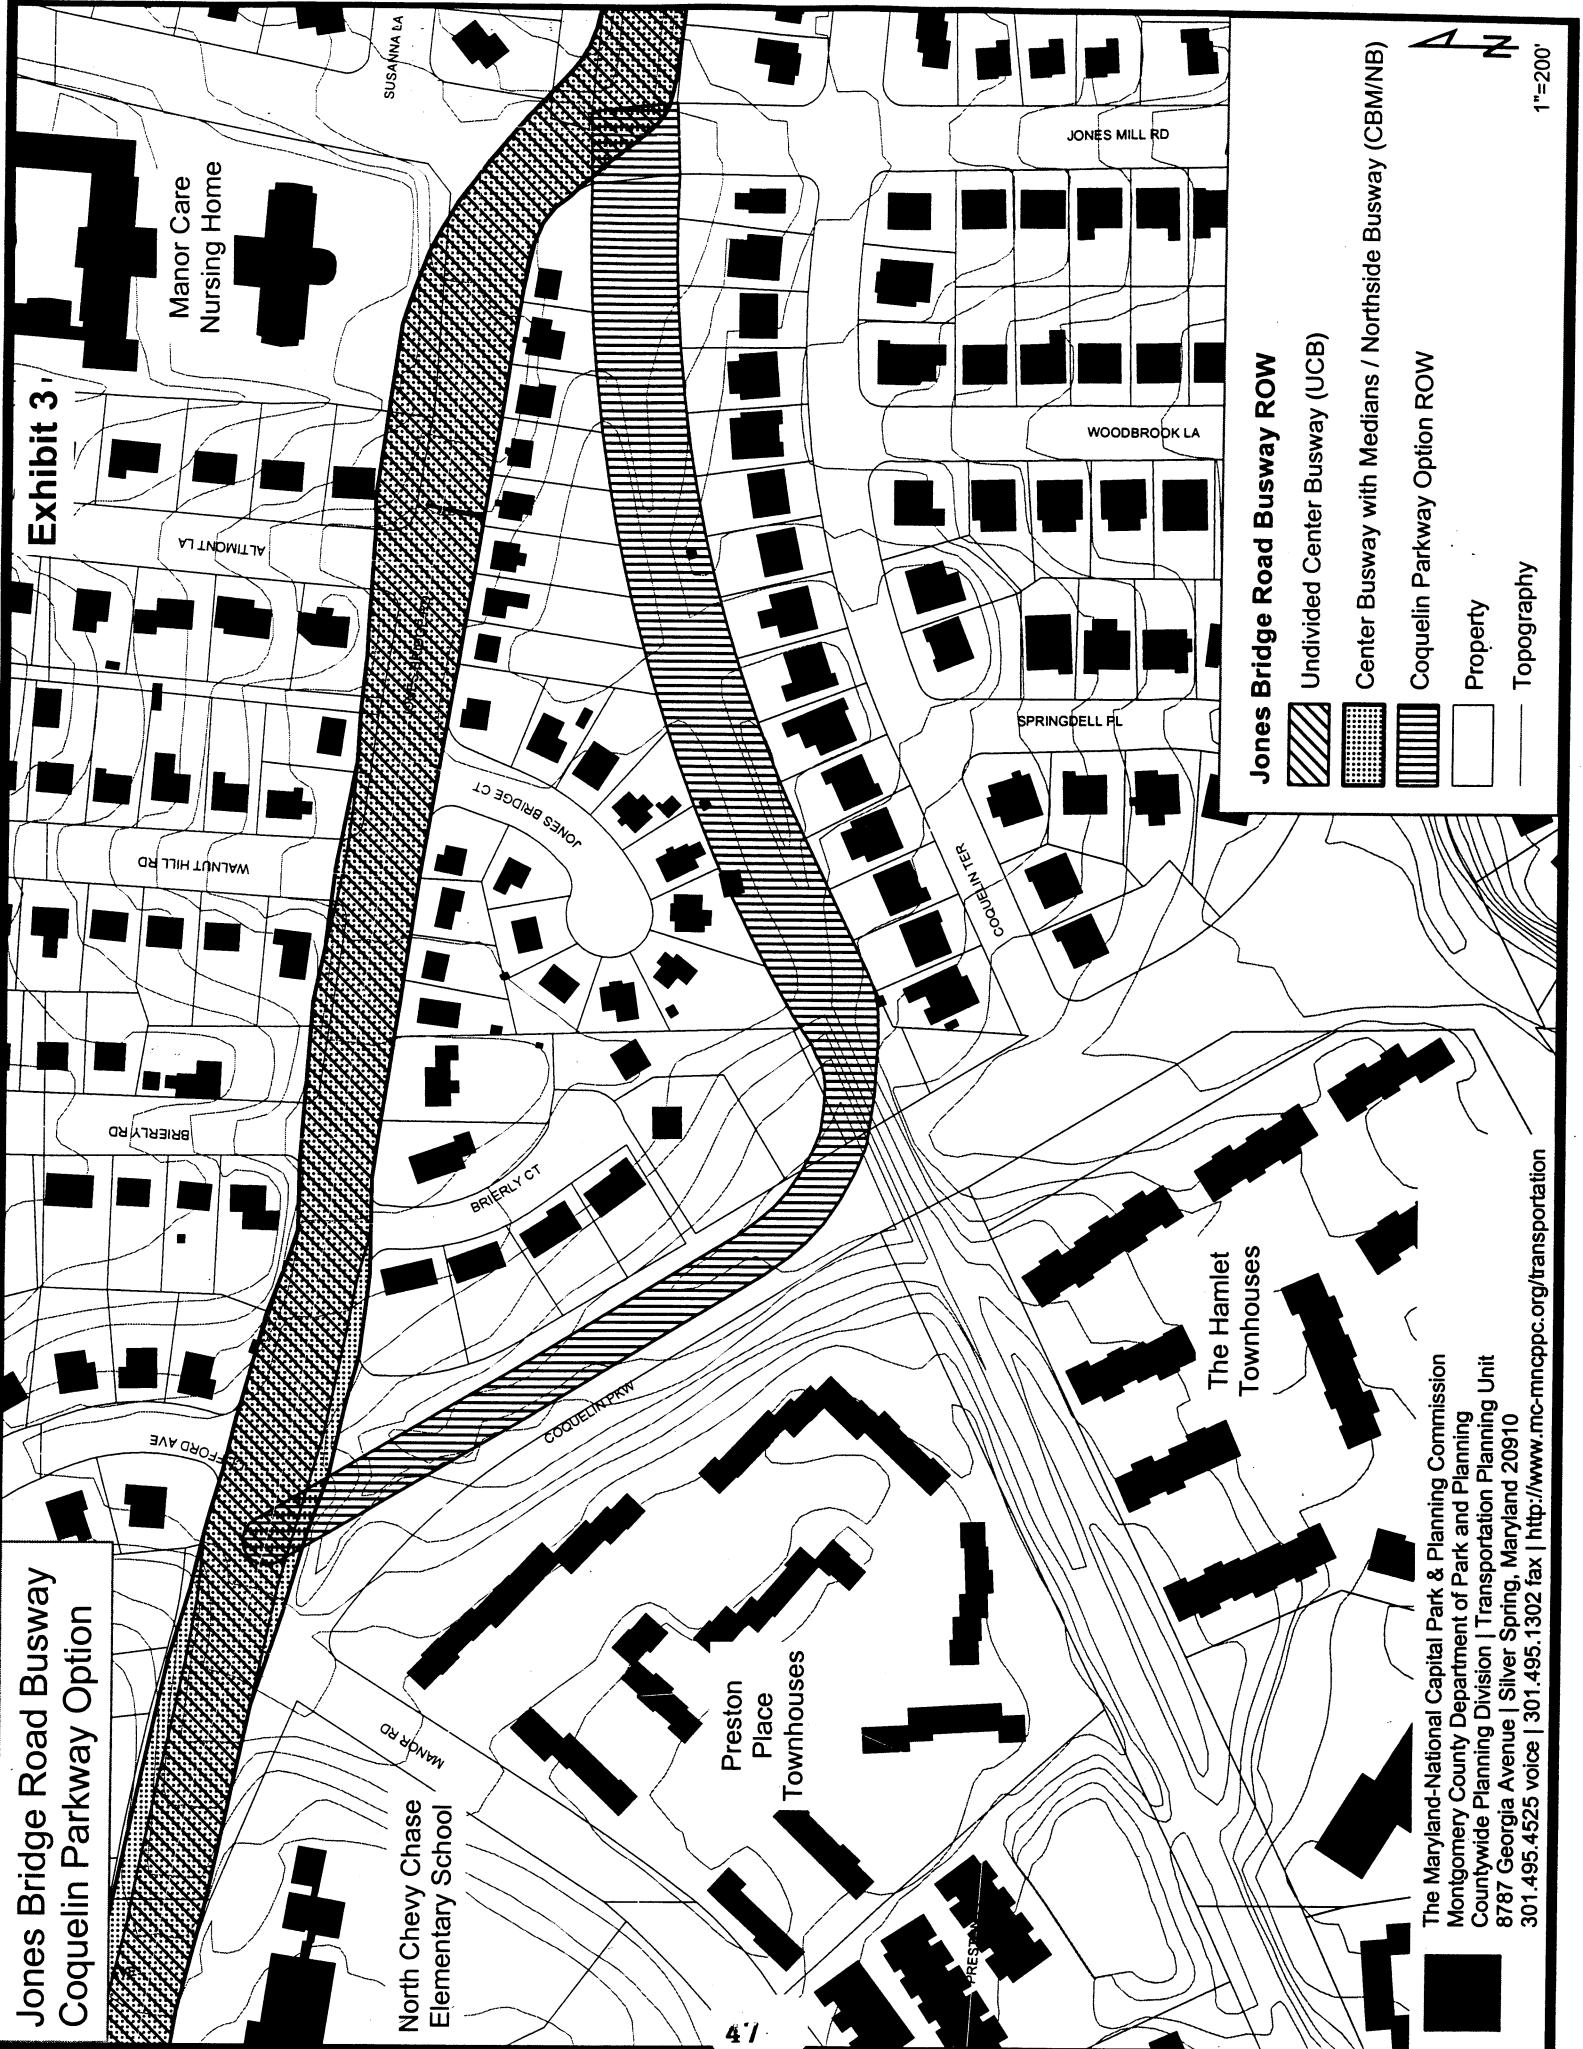 Jones Bridge Road Busway
Coquelin Parkway Option
Exhibit 3
Manor Care
Nursing Home
SUSANNA LA
ALTIMONT LA
WALNUT HILL RD
BRIERLY RD
FORD AVE
JONES BRIDGE CT
BRIERLY CT
COQUELIN PKW
MANOR RD
North Chevy Chase
Elementary School
Preston
Place
Townhouses
The Hamlet
Townhouses
COQUELIN TER
SPRINGDELL PL
WOODBROOK LA
JONES MILL RD
47
Jones Bridge Road Busway ROW
Undivided Center Busway (UCB)
Center Busway with Medians / Northside Busway (CBM/NB)
Coquelin Parkway Option ROW
Property
Topography
N
1"=200'
The Maryland-National Capital Park & Planning Commission
Montgomery County Department of Park and Planning
Countywide Planning Division | Transportation Planning Unit
8787 Georgia Avenue | Silver Spring, Maryland 20910
301.495.4525 voice | 301.495.1302 fax | http://www.mc-mncppc.org/transportation